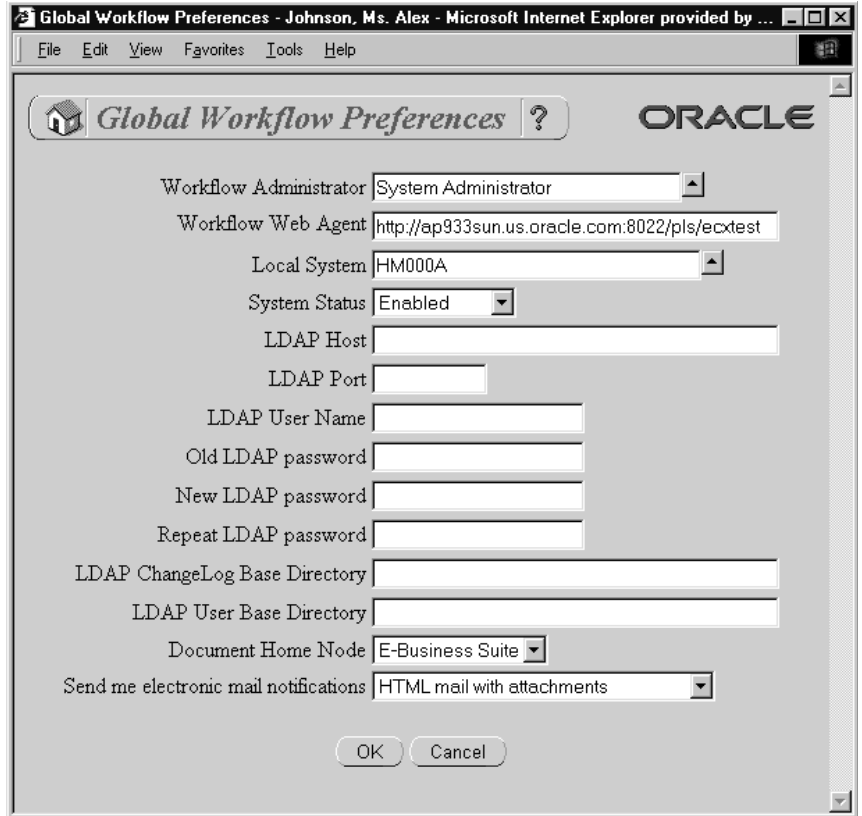 Global Workflow Preferences - Johnson, Ms. Alex - Microsoft Internet Explorer provided by ...
File Edit View Favorites Tools Help
Global Workflow Preferences ? ORACLE
Workflow Administrator System Administrator
Workflow Web Agent http://ap933sun.us.oracle.com:8022/pls/ecxtest
Local System HM000A
System Status Enabled
LDAP Host
LDAP Port
LDAP User Name
Old LDAP password
New LDAP password
Repeat LDAP password
LDAP ChangeLog Base Directory
LDAP User Base Directory
Document Home Node E-Business Suite
Send me electronic mail notifications HTML mail with attachments
OK Cancel